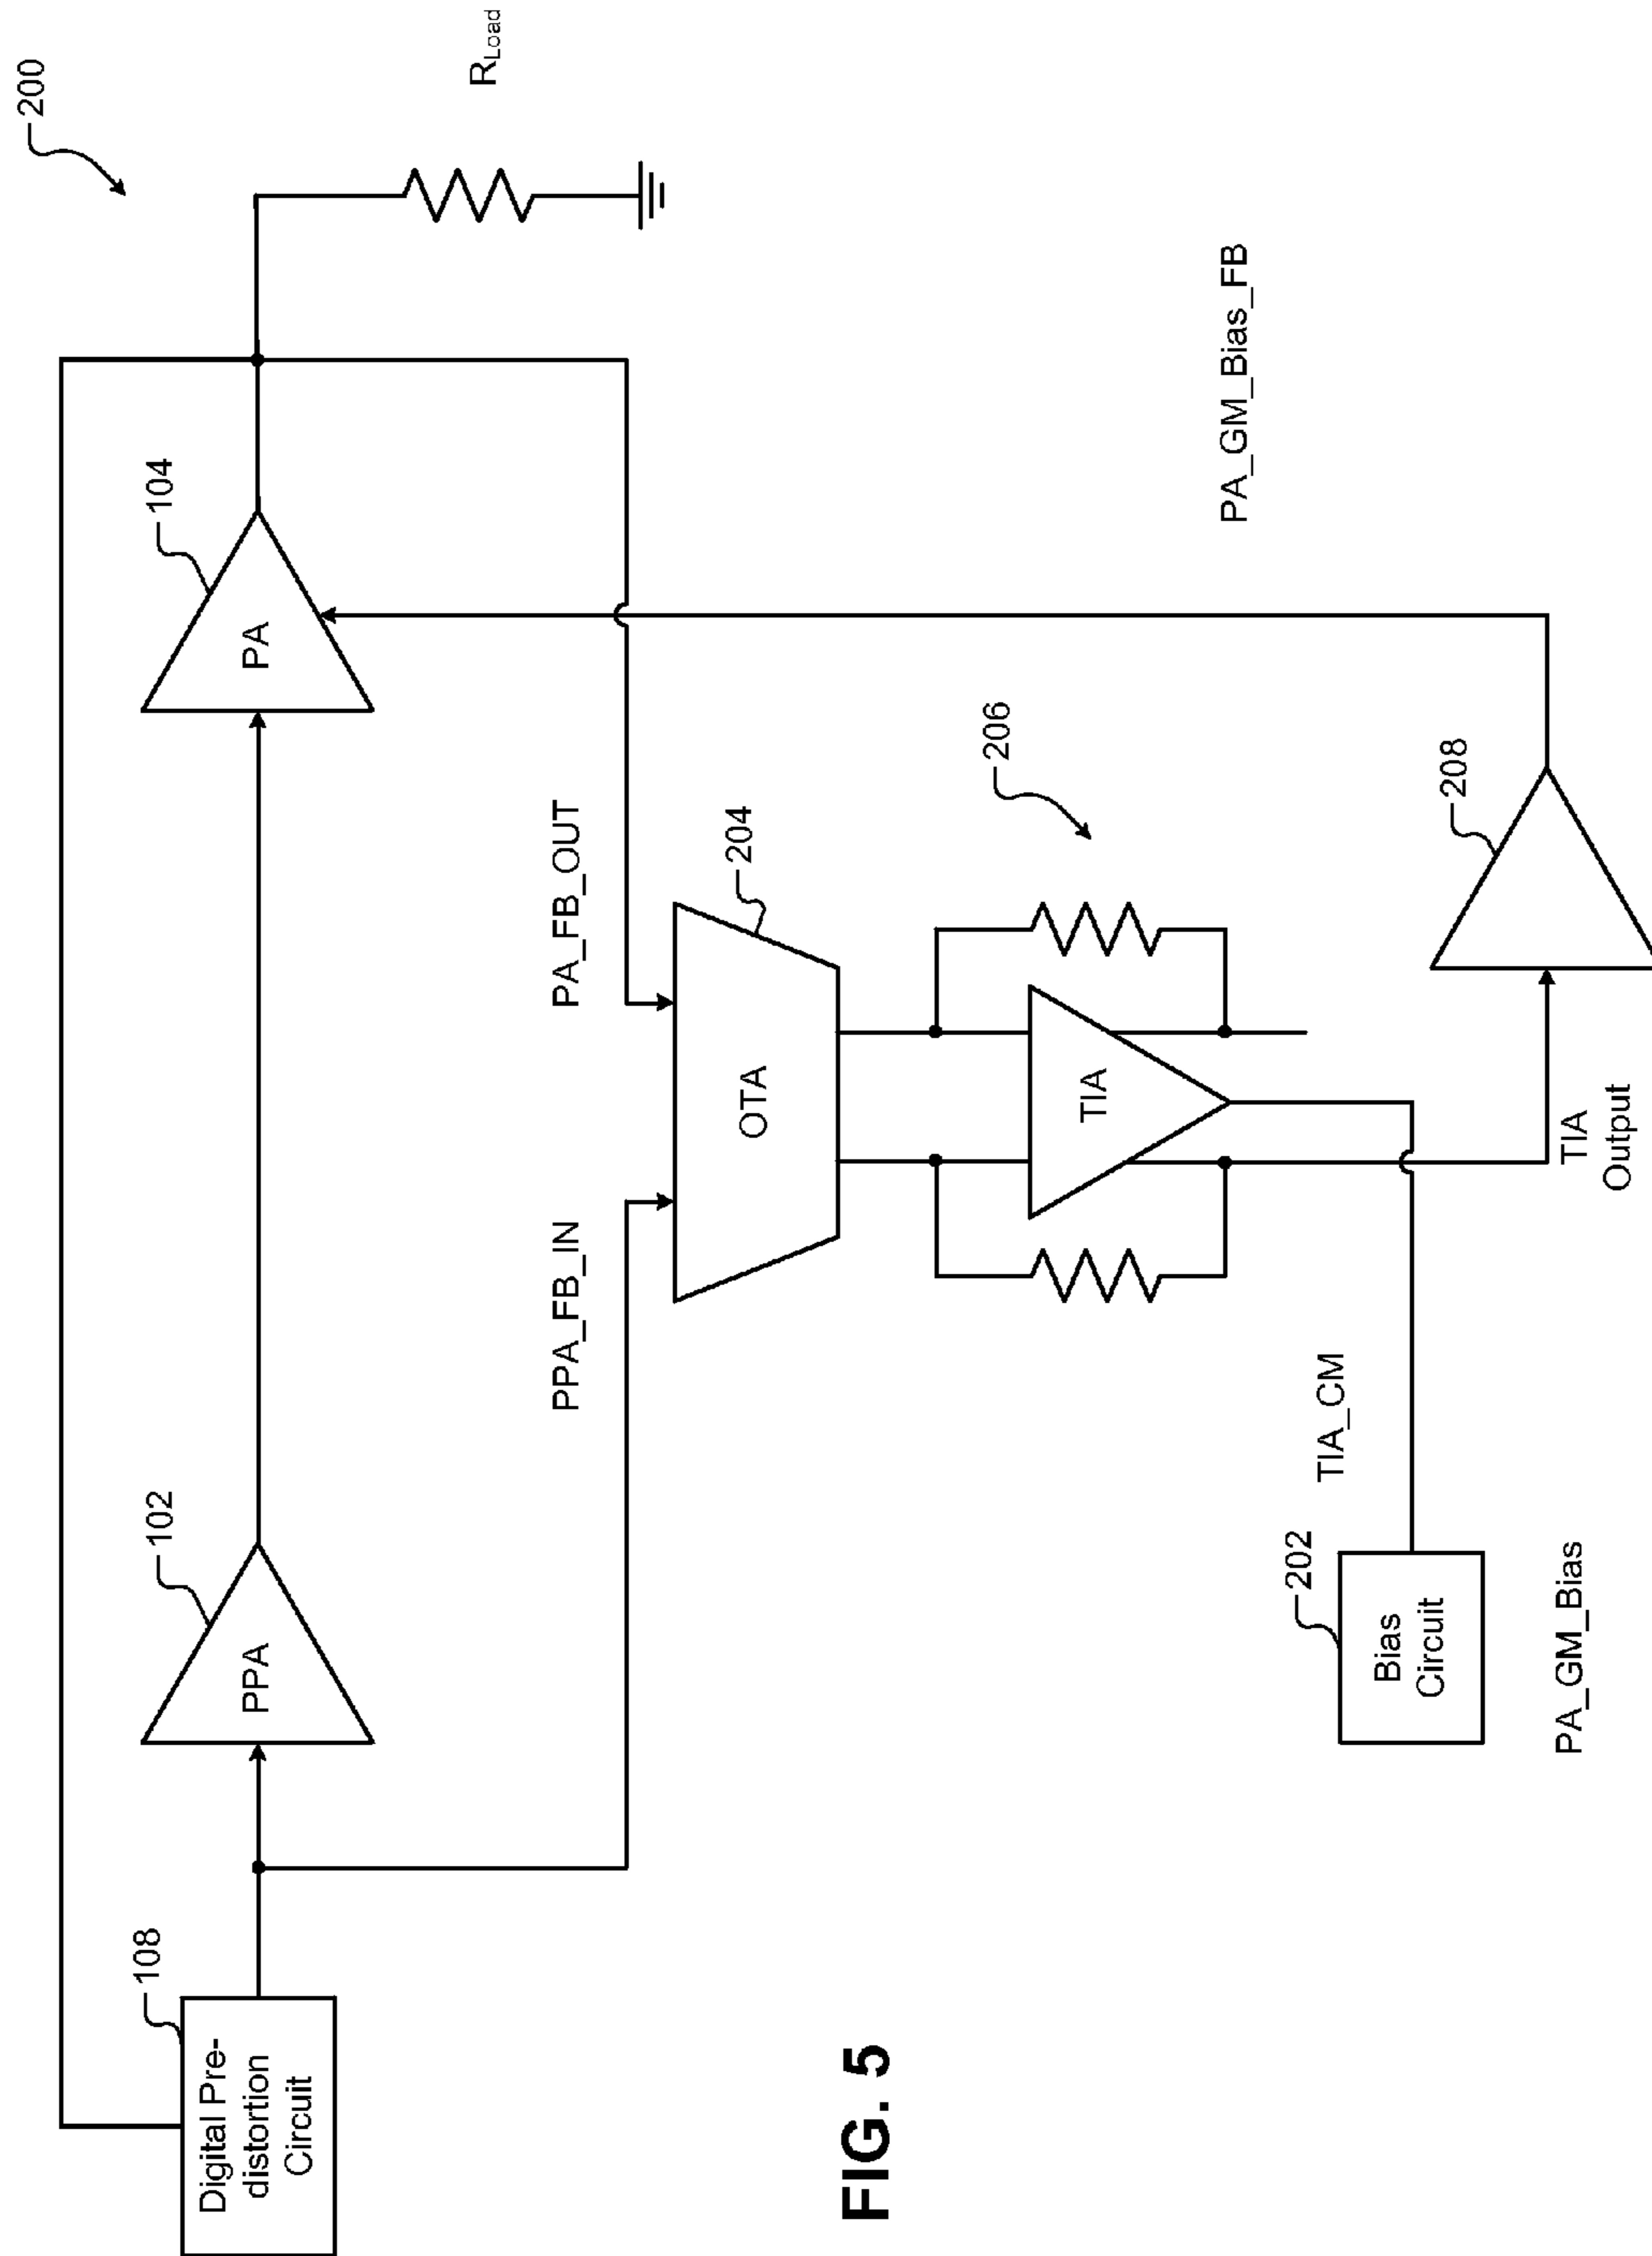 200
108
Digital Pre-
distortion
Circuit
102
PPA
104
PA
R_Load
PPA_FB_IN
PA_FB_OUT
204
OTA
206
TIA
TIA_CM
202
Bias
Circuit
PA_GM_Bias
TIA
Output
208
PA_GM_Bias_FB
FIG. 5